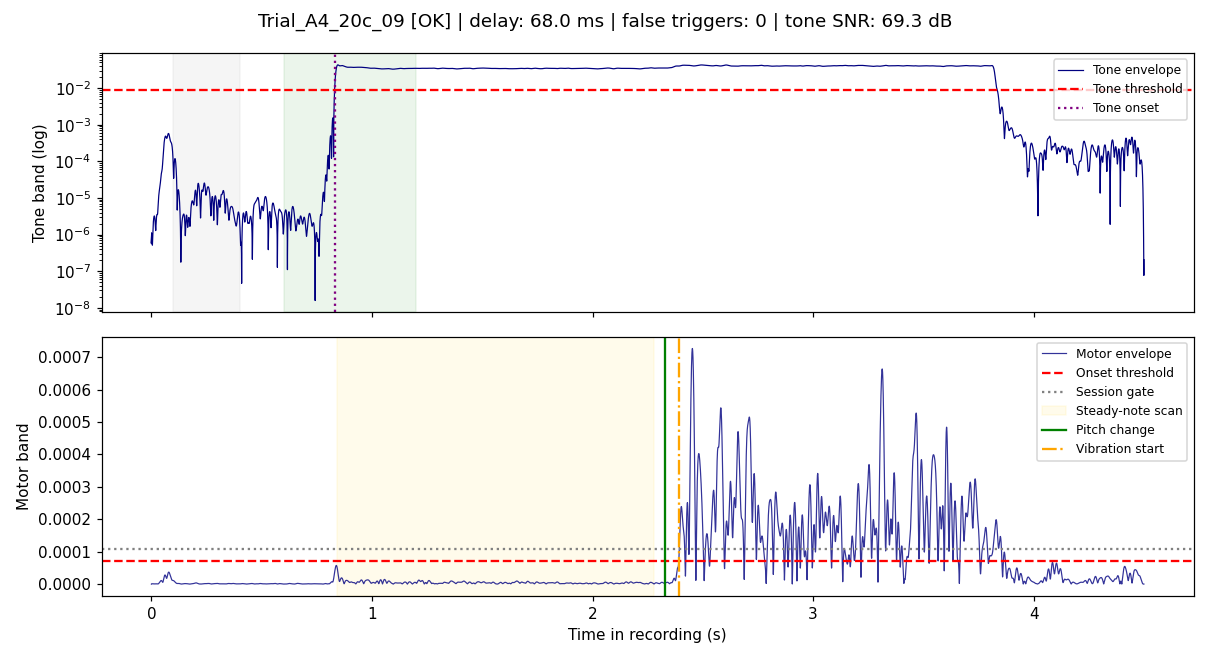 Trial_A4_20c_09 [OK] | delay: 68.0 ms | false triggers: 0 | tone SNR: 69.3 dB
Tone band (log)
10⁻²
10⁻³
10⁻⁴
10⁻⁵
10⁻⁶
10⁻⁷
10⁻⁸
Tone envelope
Tone threshold
Tone onset
Motor band
0.0007
0.0006
0.0005
0.0004
0.0003
0.0002
0.0001
0.0000
Motor envelope
Onset threshold
Session gate
Steady-note scan
Pitch change
Vibration start
0 1 2 3 4
Time in recording (s)